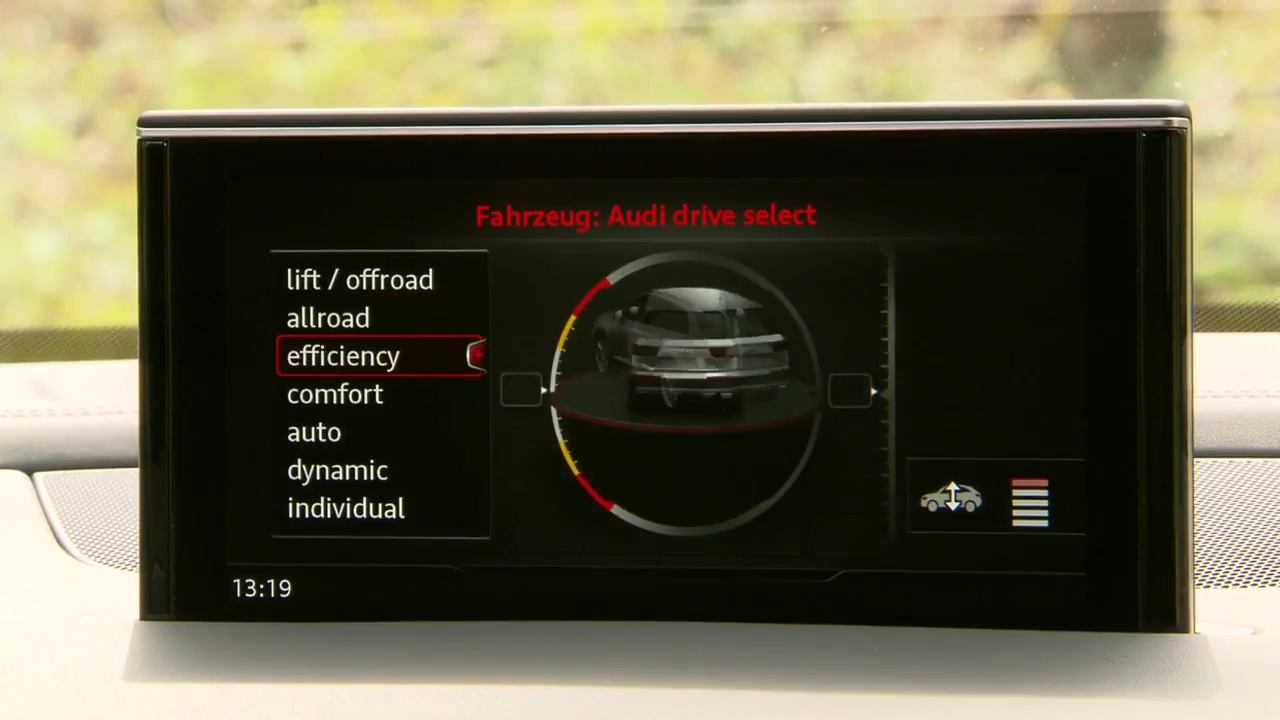 Fahrzeug: Audi drive select
lift / offroad
allroad
efficiency
comfort
auto
dynamic
individual
13:19